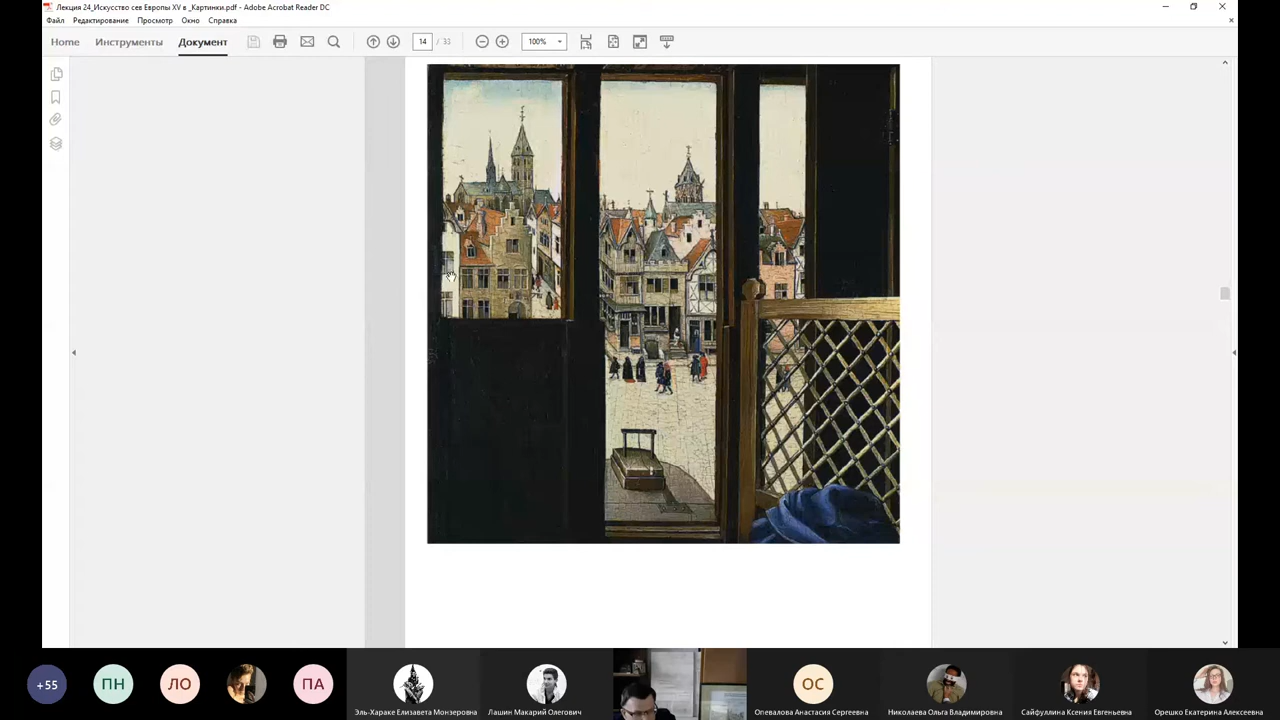 Лекция 24_Искусство сев Европы XV в _Картинки.pdf - Adobe Acrobat Reader DC
Файл Редактирование Просмотр Окно Справка
Home Инструменты Документ 14 / 33 100%
+55 ПН ЛО ПА ОС
Эль-Хараке Елизавета Монзеровна Лашин Макарий Олегович Опевалова Анастасия Сергеевна Николаева Ольга Владимировна Сайфуллина Ксения Евгеньевна Орешко Екатерина Алексеевна